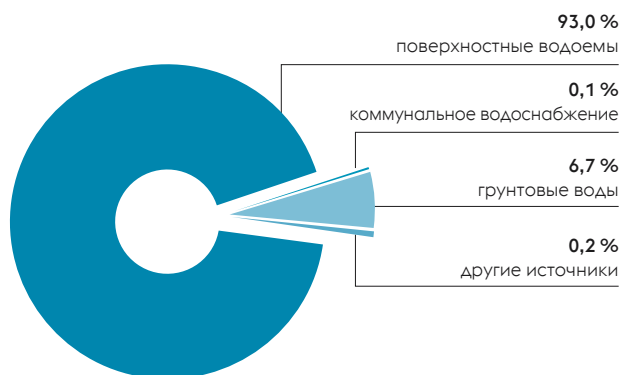 93,0 %
поверхностные водоемы
0,1 %
коммунальное водоснабжение
6,7 %
грунтовые воды
0,2 %
другие источники